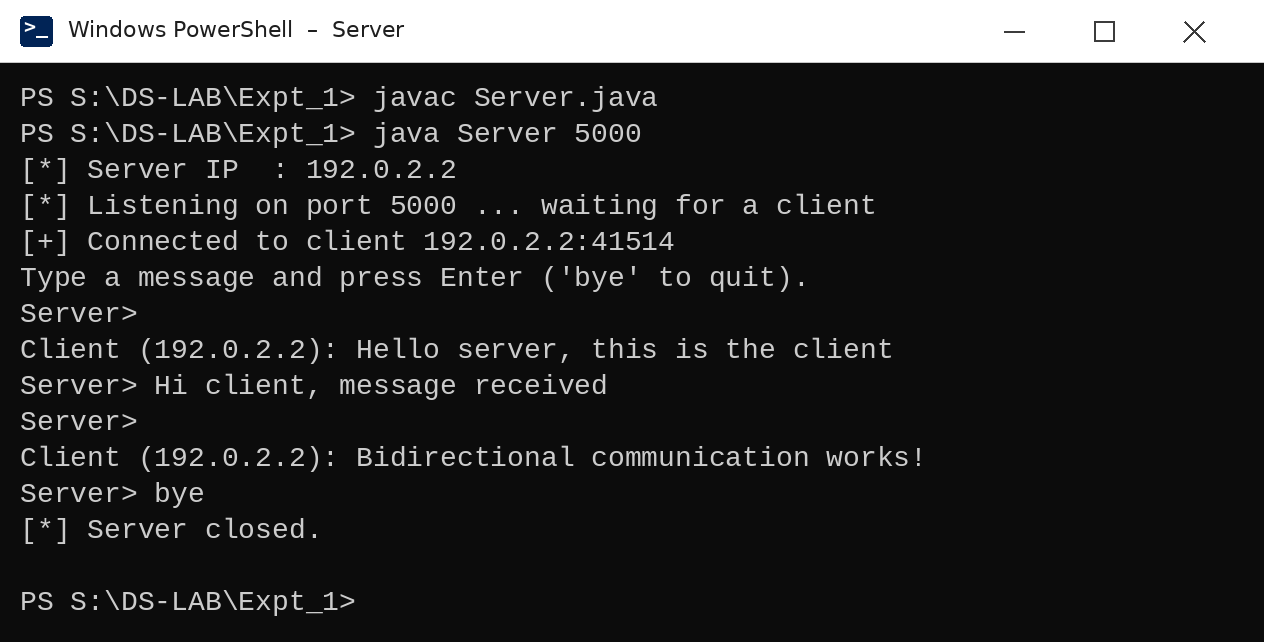 >_ Windows PowerShell – Server
PS S:\DS-LAB\Expt_1> javac Server.java
PS S:\DS-LAB\Expt_1> java Server 5000
[*] Server IP  : 192.0.2.2
[*] Listening on port 5000 ... waiting for a client
[+] Connected to client 192.0.2.2:41514
Type a message and press Enter ('bye' to quit).
Server>
Client (192.0.2.2): Hello server, this is the client
Server> Hi client, message received
Server>
Client (192.0.2.2): Bidirectional communication works!
Server> bye
[*] Server closed.
PS S:\DS-LAB\Expt_1>